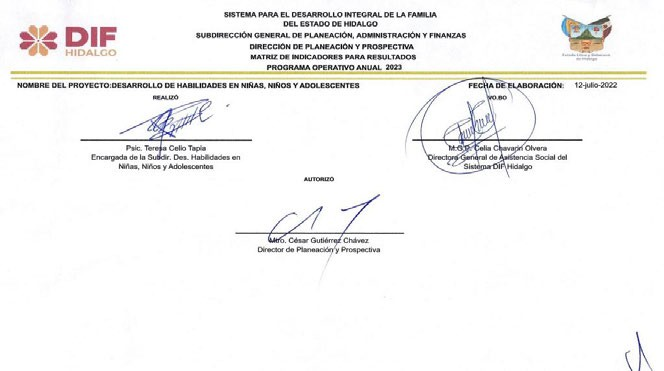 DIF
HIDALGO
SISTEMA PARA EL DESARROLLO INTEGRAL DE LA FAMILIA
DEL ESTADO DE HIDALGO
SUBDIRECCIÓN GENERAL DE PLANEACIÓN, ADMINISTRACIÓN Y FINANZAS
DIRECCIÓN DE PLANEACIÓN Y PROSPECTIVA
MATRIZ DE INDICADORES PARA RESULTADOS
PROGRAMA OPERATIVO ANUAL 2023
NOMBRE DEL PROYECTO:DESARROLLO DE HABILIDADES EN NIÑAS, NIÑOS Y ADOLESCENTES
FECHA DE ELABORACIÓN: 12-julio-2022
REALIZÓ
VO.BO
Psic. Teresa Cello Tapia
Encargada de la Subdir. Des. Habilidades en
Niñas, Niños y Adolescentes
M.G.P. Celia Chavarín Olvera
Directora General de Asistencia Social del
Sistema DIF Hidalgo
AUTORIZÓ
Mtro. César Gutiérrez Chávez
Director de Planeación y Prospectiva